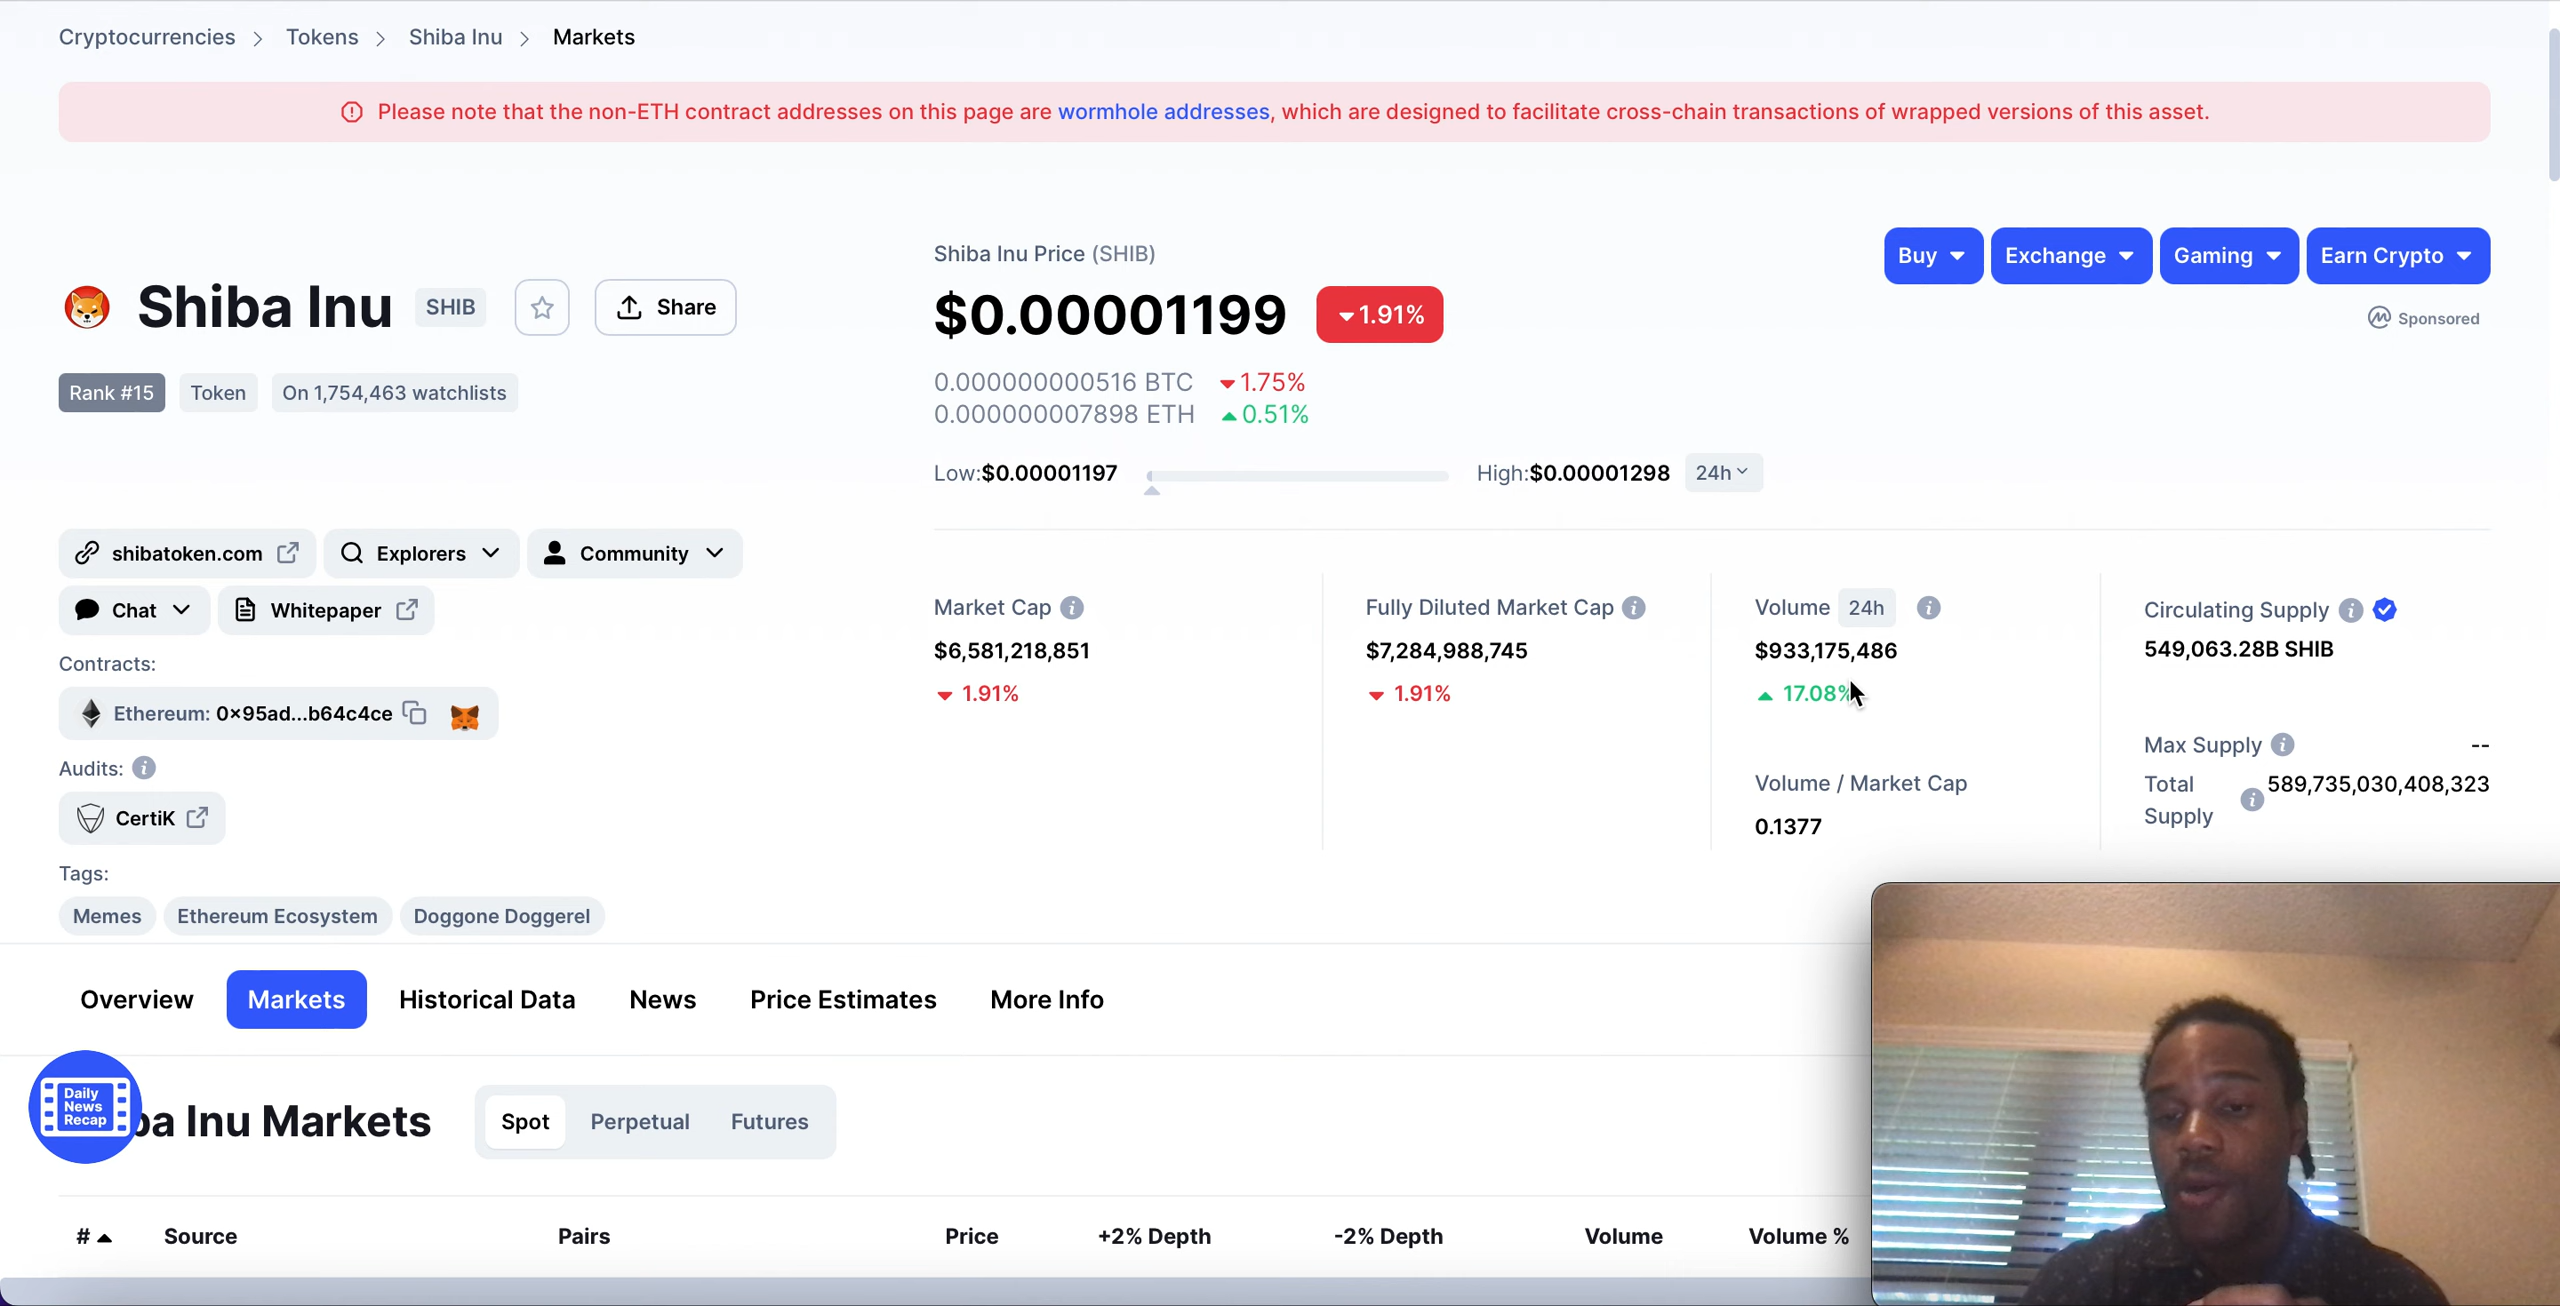 Cryptocurrencies > Tokens > Shiba Inu > Markets
Please note that the non-ETH contract addresses on this page are wormhole addresses, which are designed to facilitate cross-chain transactions of wrapped versions of this asset.
Shiba Inu SHIB Share
Rank #15 Token On 1,754,463 watchlists
Shiba Inu Price (SHIB)
$0.00001199 1.91%
0.000000000516 BTC 1.75%
0.000000007898 ETH 0.51%
Low:$0.00001197 High:$0.00001298 24h
Buy Exchange Gaming Earn Crypto
Sponsored
shibatoken.com Explorers Community
Chat Whitepaper
Contracts:
Ethereum: 0x95ad...b64c4ce
Audits:
CertiK
Tags:
Memes Ethereum Ecosystem Doggone Doggerel
Market Cap
$6,581,218,851
1.91%
Fully Diluted Market Cap
$7,284,988,745
1.91%
Volume 24h
$933,175,486
17.08%
Volume / Market Cap
0.1377
Circulating Supply
549,063.28B SHIB
Max Supply --
Total Supply 589,735,030,408,323
Overview Markets Historical Data News Price Estimates More Info
Daily
News
Recap
ba Inu Markets Spot Perpetual Futures
# Source Pairs Price +2% Depth -2% Depth Volume Volume %